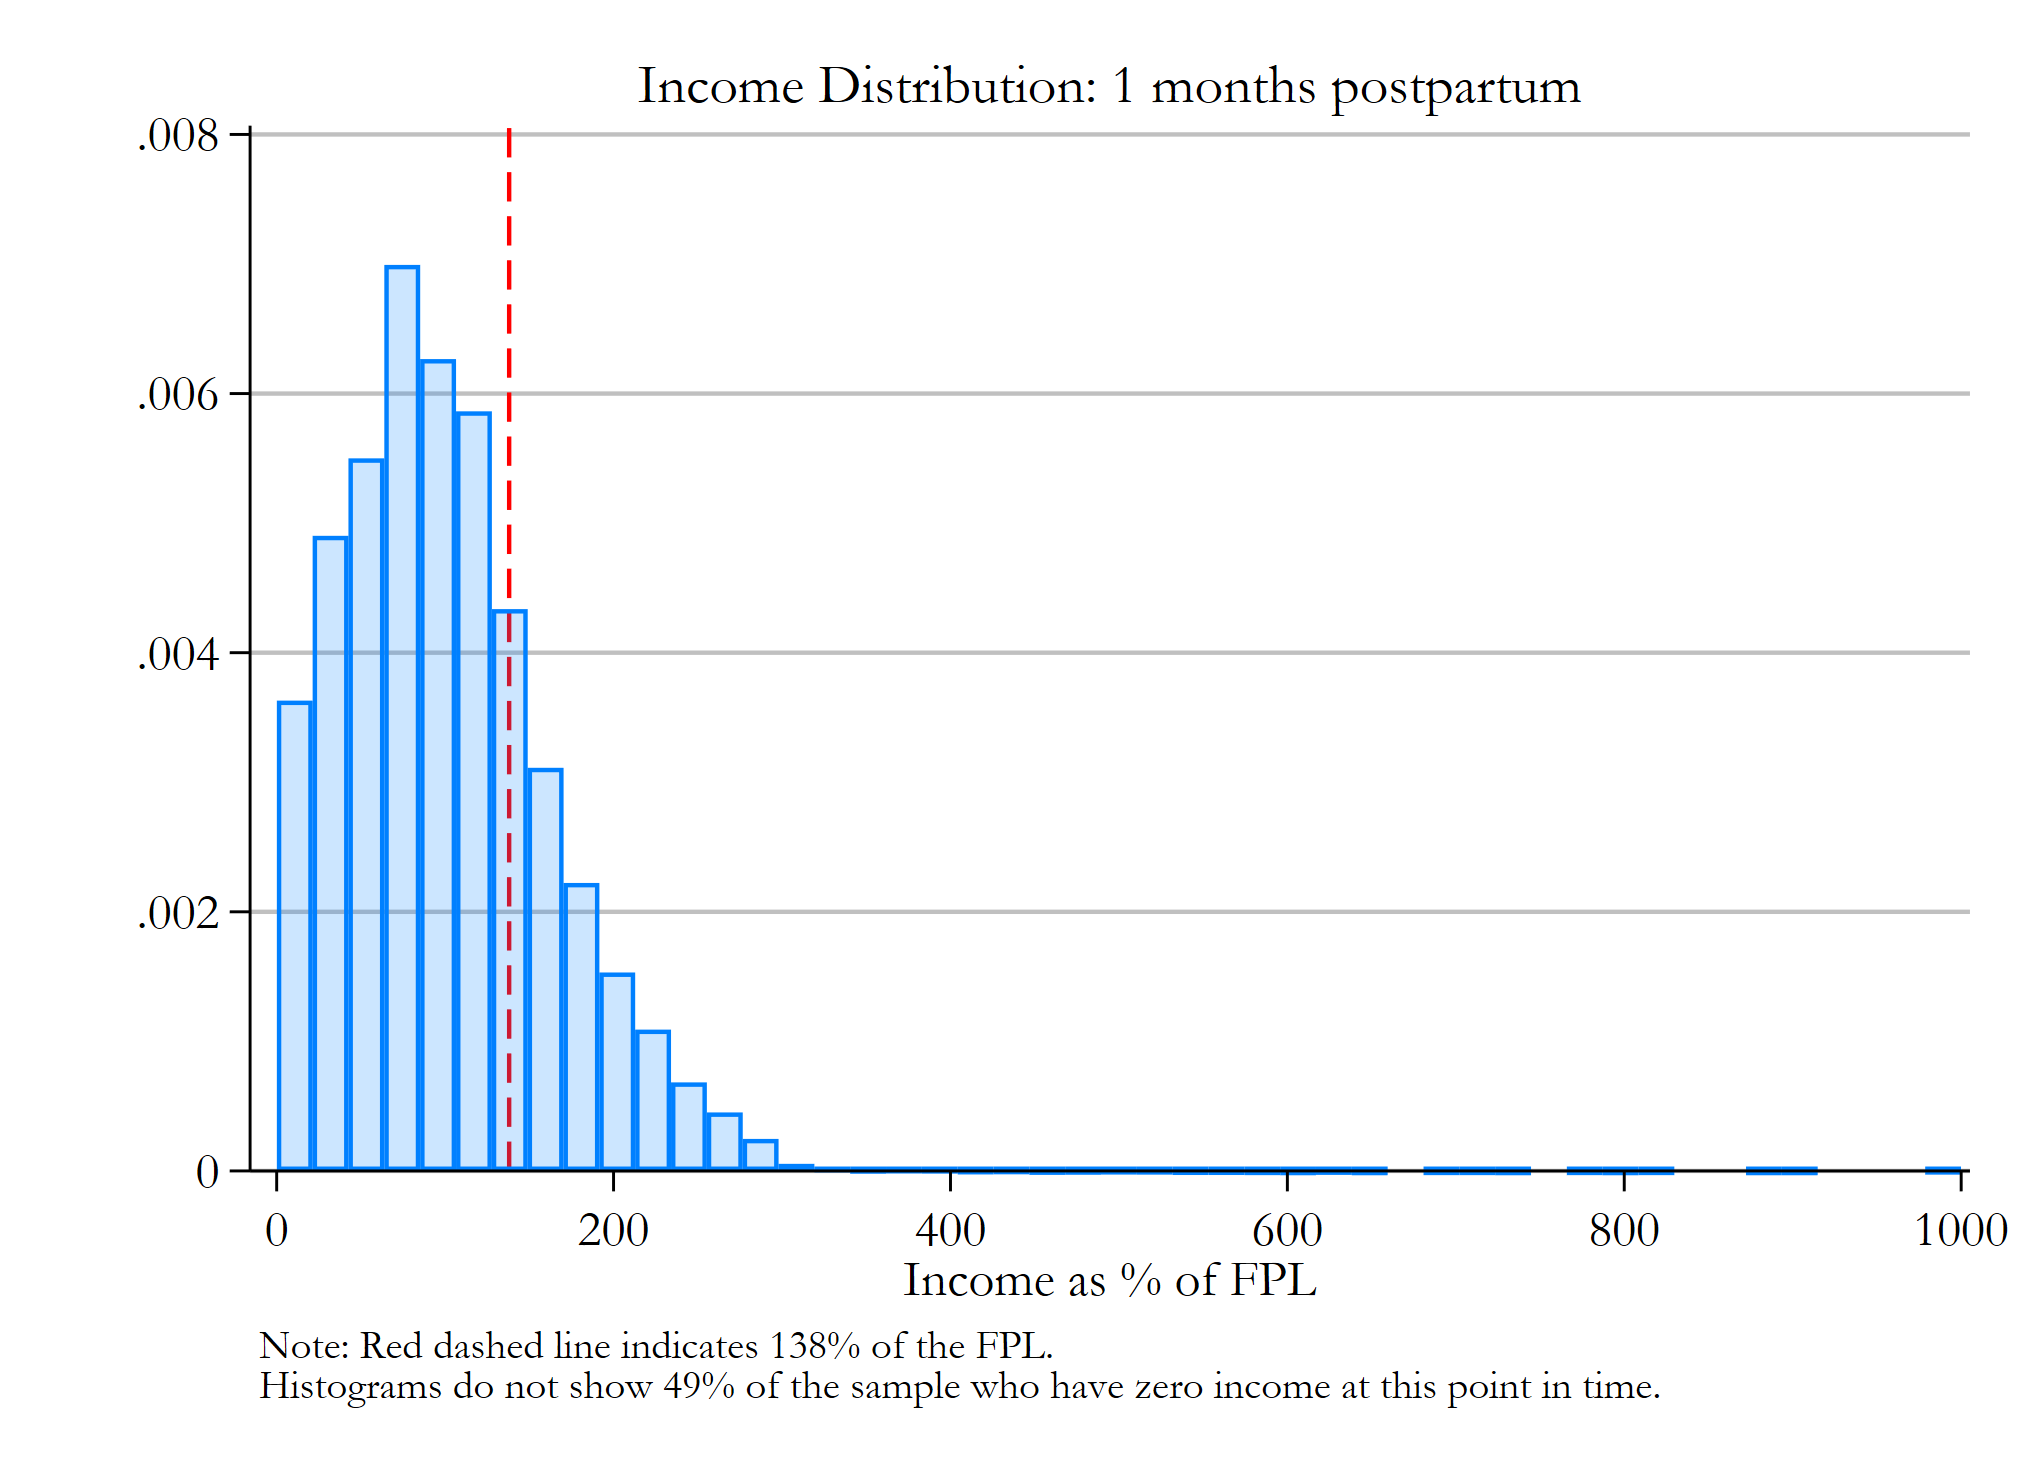 Income Distribution: 1 months postpartum
.008
.006
.004
.002
0
0 200 400 600 800 1000
Income as % of FPL
Note: Red dashed line indicates 138% of the FPL.
Histograms do not show 49% of the sample who have zero income at this point in time.